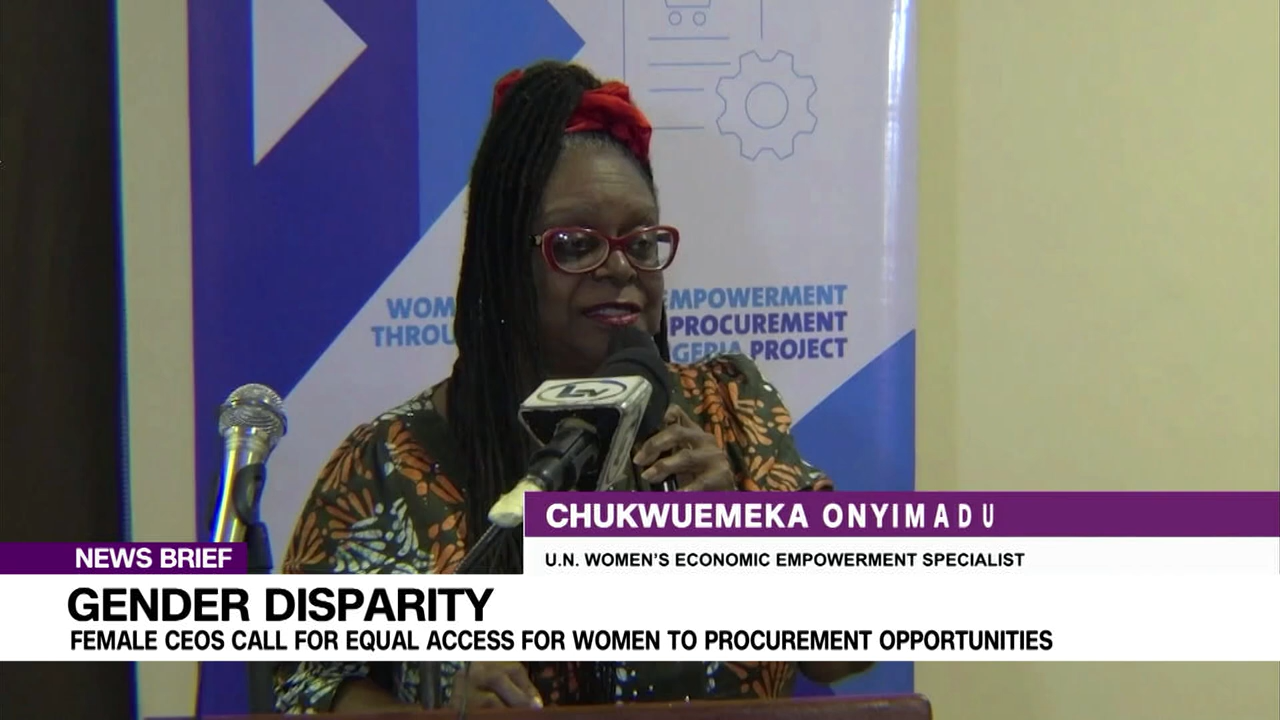 WOM EMPOWERMENT
THROU PROCUREMENT
GERIA PROJECT
Ltv
CHUKWUEMEKA ONYIMADU
U.N. WOMEN'S ECONOMIC EMPOWERMENT SPECIALIST
NEWS BRIEF
GENDER DISPARITY
FEMALE CEOS CALL FOR EQUAL ACCESS FOR WOMEN TO PROCUREMENT OPPORTUNITIES